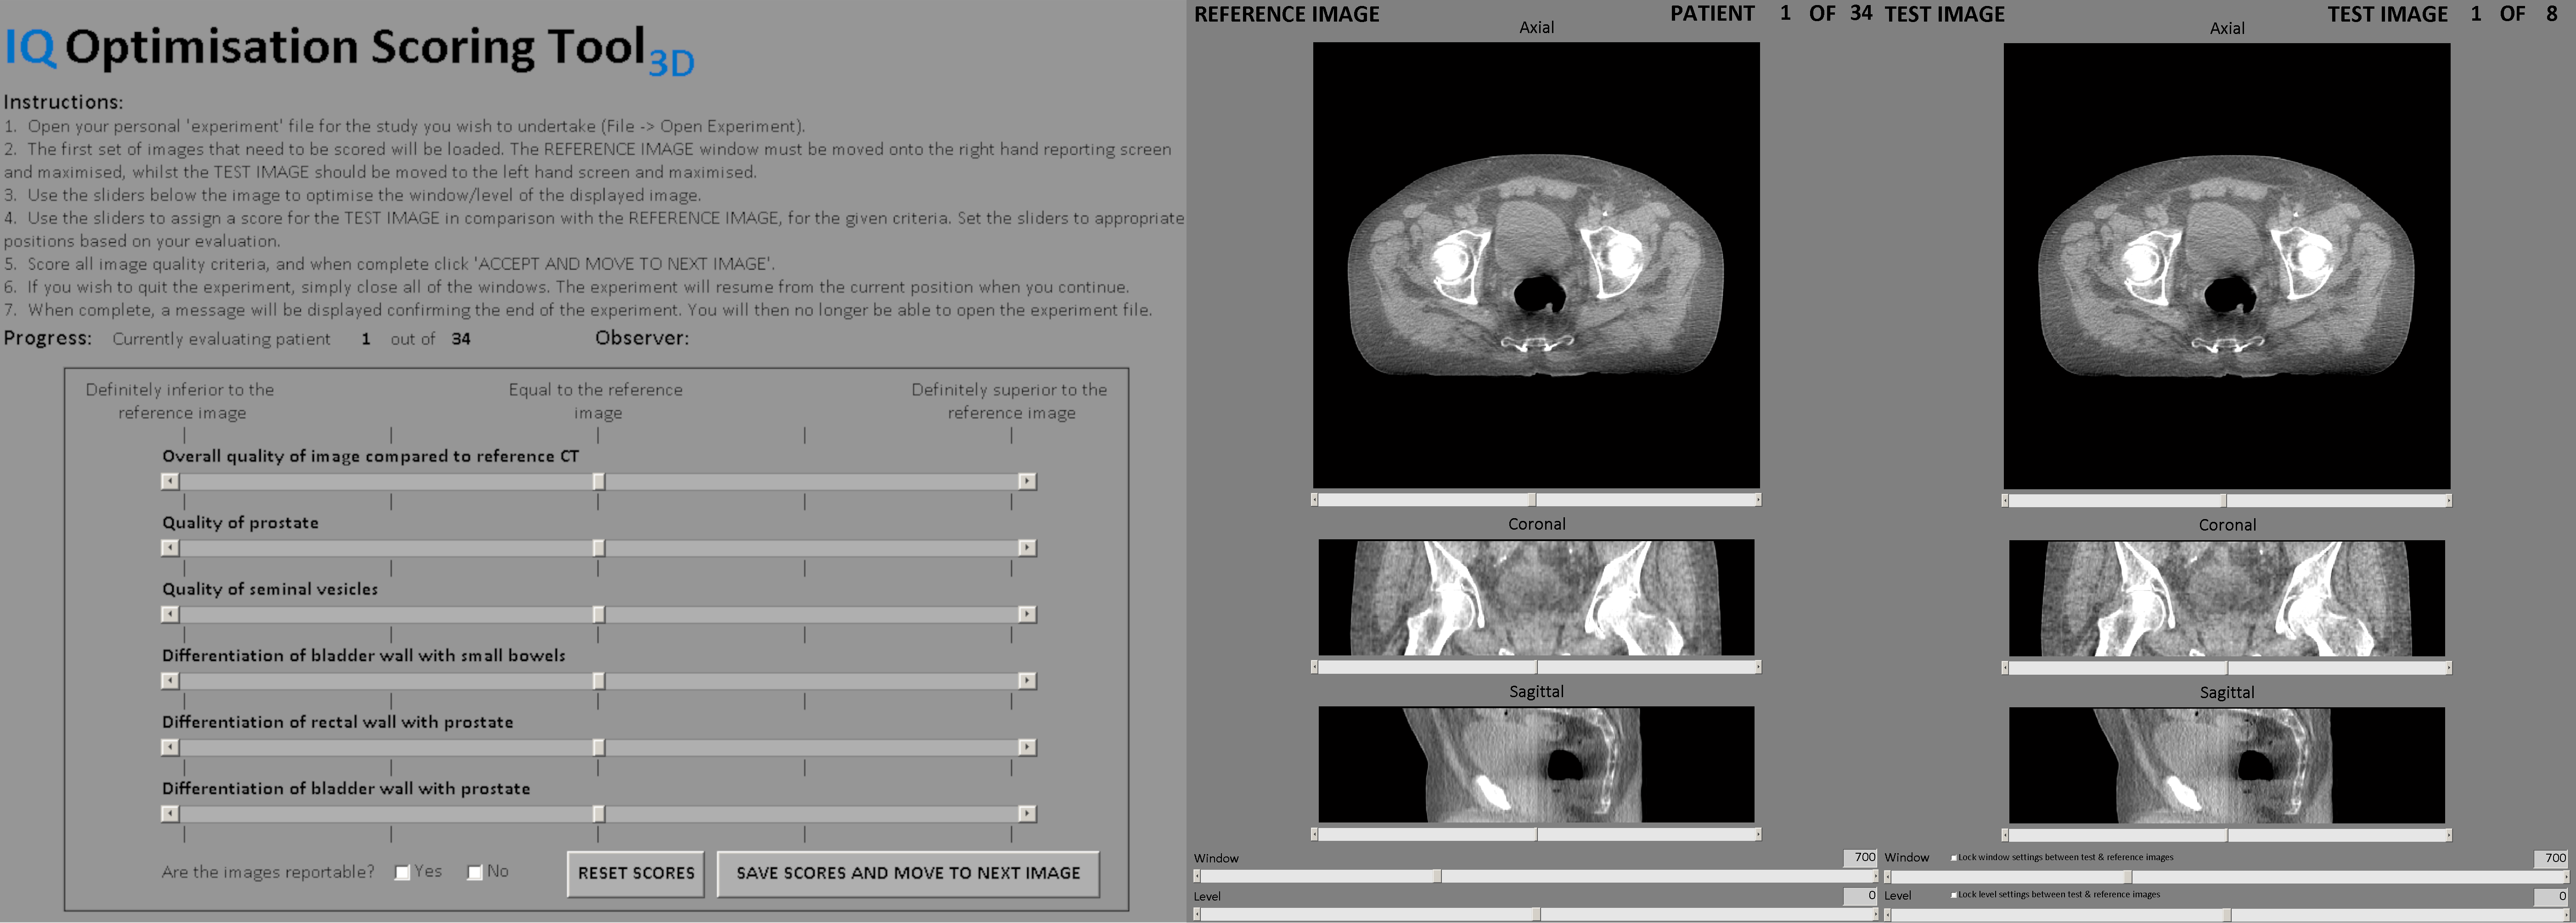 IQ Optimisation Scoring Tool3D
Instructions:
1. Open your personal 'experiment' file for the study you wish to undertake (File -> Open Experiment).
2. The first set of images that need to be scored will be loaded. The REFERENCE IMAGE window must be moved onto the right hand reporting screen
and maximised, whilst the TEST IMAGE should be moved to the left hand screen and maximised.
3. Use the sliders below the image to optimise the window/level of the displayed image.
4. Use the sliders to assign a score for the TEST IMAGE in comparison with the REFERENCE IMAGE, for the given criteria. Set the sliders to appropriate
positions based on your evaluation.
5. Score all image quality criteria, and when complete click 'ACCEPT AND MOVE TO NEXT IMAGE'.
6. If you wish to quit the experiment, simply close all of the windows. The experiment will resume from the current position when you continue.
7. When complete, a message will be displayed confirming the end of the experiment. You will then no longer be able to open the experiment file.
Progress: Currently evaluating patient 1 out of 34 Observer:
Definitely inferior to the
reference image
Equal to the reference
image
Definitely superior to the
reference image
Overall quality of image compared to reference CT
Quality of prostate
Quality of seminal vesicles
Differentiation of bladder wall with small bowels
Differentiation of rectal wall with prostate
Differentiation of bladder wall with prostate
Are the images reportable? Yes No
RESET SCORES
SAVE SCORES AND MOVE TO NEXT IMAGE
REFERENCE IMAGE PATIENT 1 OF 34
Axial
Coronal
Sagittal
Window 700
Level 0
TEST IMAGE TEST IMAGE 1 OF 8
Axial
Coronal
Sagittal
Window Lock window settings between test & reference images 700
Level Lock level settings between test & reference images 0